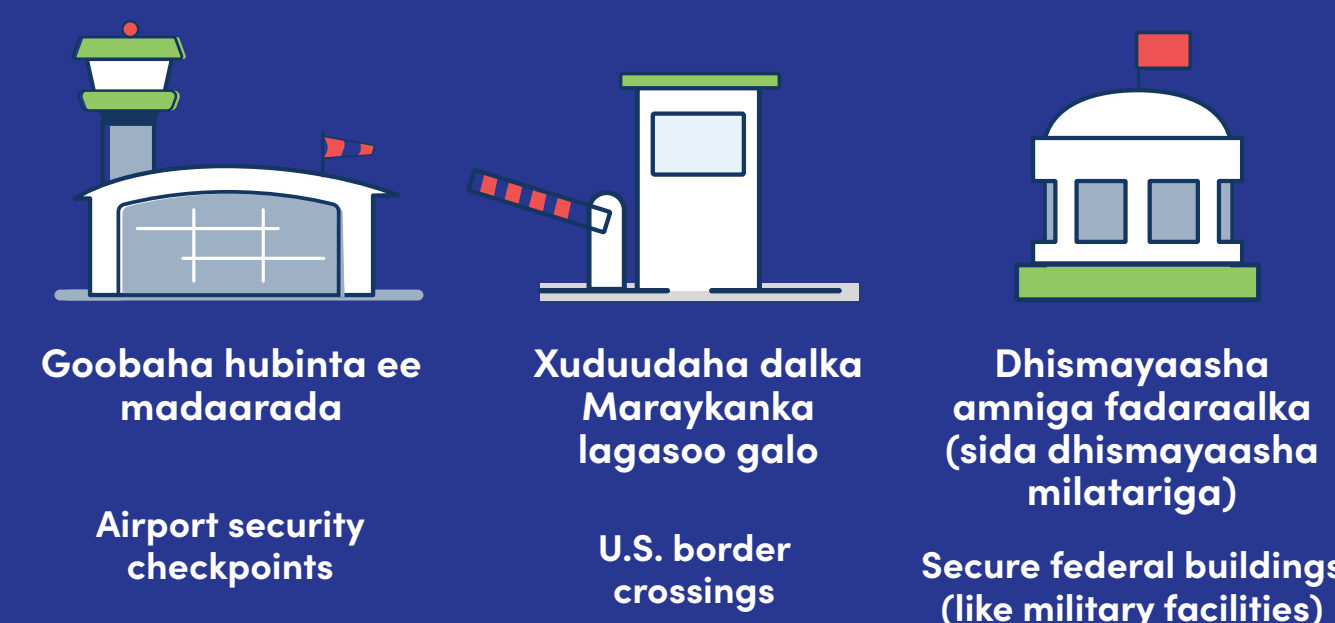 Goobaha hubinta ee
madaarada
Airport security
checkpoints
Xuduudaha dalka
Maraykanka
lagasoo galo
U.S. border
crossings
Dhismayaasha
amniga fadaraalka
(sida dhismayaasha
milatariga)
Secure federal buildings
(like military facilities)